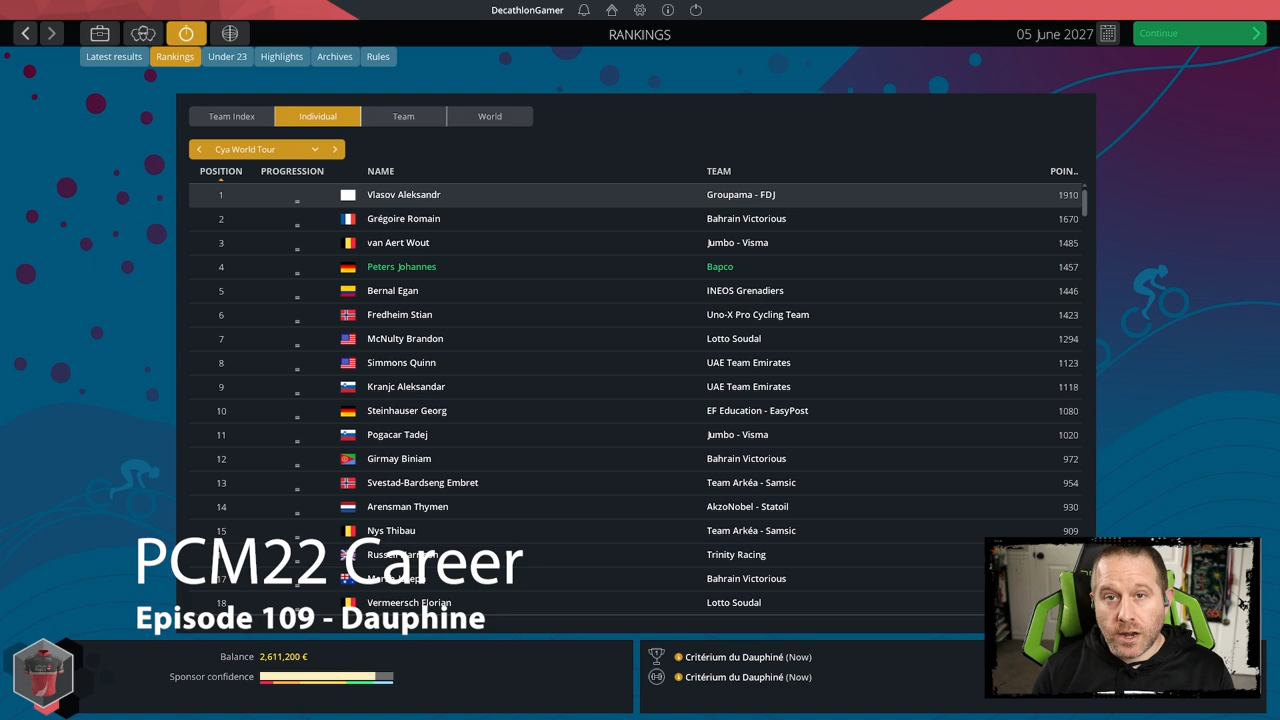 DecathlonGamer
RANKINGS
05 June 2027
Continue
Latest results Rankings Under 23 Highlights Archives Rules
Team Index Individual Team World
Cya World Tour
POSITION PROGRESSION NAME TEAM POIN..
1 = Vlasov Aleksandr Groupama - FDJ 1910
2 = Grégoire Romain Bahrain Victorious 1670
3 = van Aert Wout Jumbo - Visma 1485
4 = Peters Johannes Bapco 1457
5 = Bernal Egan INEOS Grenadiers 1446
6 = Fredheim Stian Uno-X Pro Cycling Team 1423
7 = McNulty Brandon Lotto Soudal 1294
8 = Simmons Quinn UAE Team Emirates 1123
9 = Kranjc Aleksandar UAE Team Emirates 1118
10 = Steinhauser Georg EF Education - EasyPost 1080
11 = Pogacar Tadej Jumbo - Visma 1020
12 = Girmay Biniam Bahrain Victorious 972
13 = Svestad-Bardseng Embret Team Arkéa - Samsic 954
14 = Arensman Thymen AkzoNobel - Statoil 930
15 = Nys Thibau Team Arkéa - Samsic 909
Trinity Racing
17 = Bahrain Victorious
18 = Vermeersch Florian Lotto Soudal
PCM22 Career
Episode 109 - Dauphine
Balance 2,611,200 €
Sponsor confidence
Critérium du Dauphiné (Now)
Critérium du Dauphiné (Now)